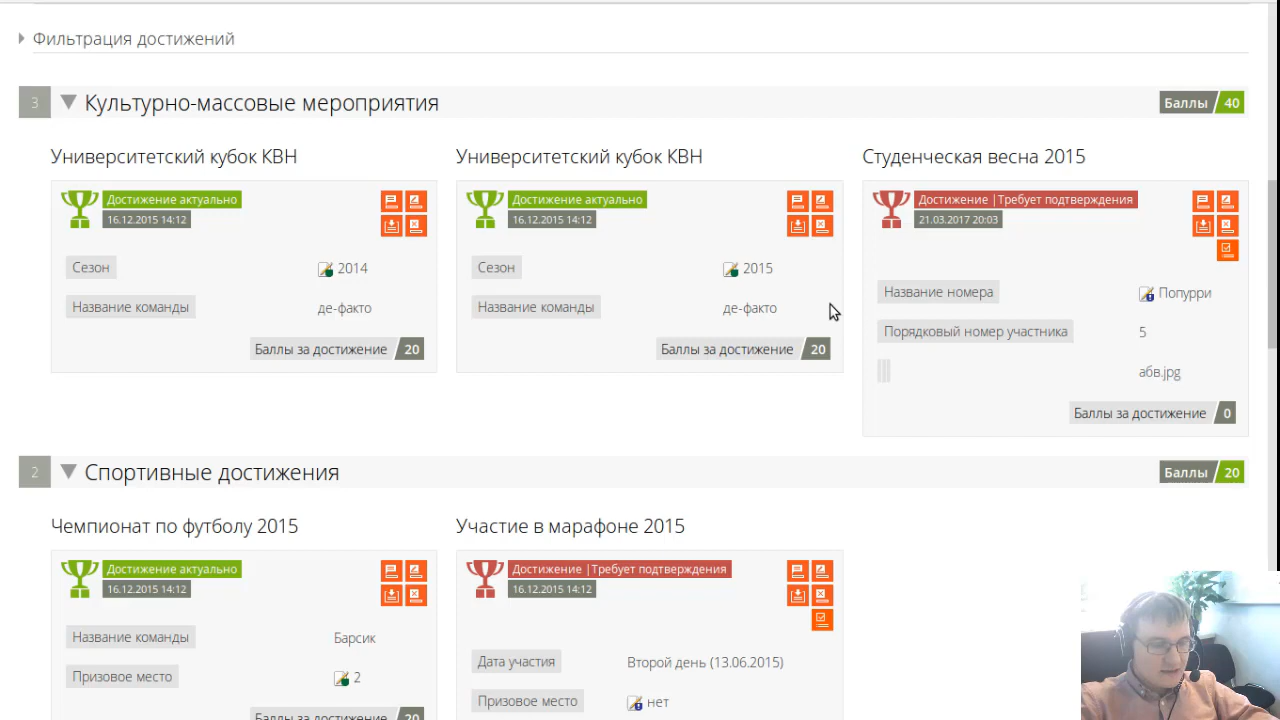 Фильтрация достижений
3 Культурно-массовые мероприятия Баллы 40
Университетский кубок КВН
Достижение актуально
16.12.2015 14:12
Сезон 2014
Название команды де-факто
Баллы за достижение 20
Университетский кубок КВН
Достижение актуально
16.12.2015 14:12
Сезон 2015
Название команды де-факто
Баллы за достижение 20
Студенческая весна 2015
Достижение | Требует подтверждения
21.03.2017 20:03
Название номера Попурри
Порядковый номер участника 5
абв.jpg
Баллы за достижение 0
2 Спортивные достижения Баллы 20
Чемпионат по футболу 2015
Достижение актуально
16.12.2015 14:12
Название команды Барсик
Призовое место 2
Баллы за достижение 20
Участие в марафоне 2015
Достижение | Требует подтверждения
16.12.2015 14:12
Дата участия Второй день (13.06.2015)
Призовое место нет